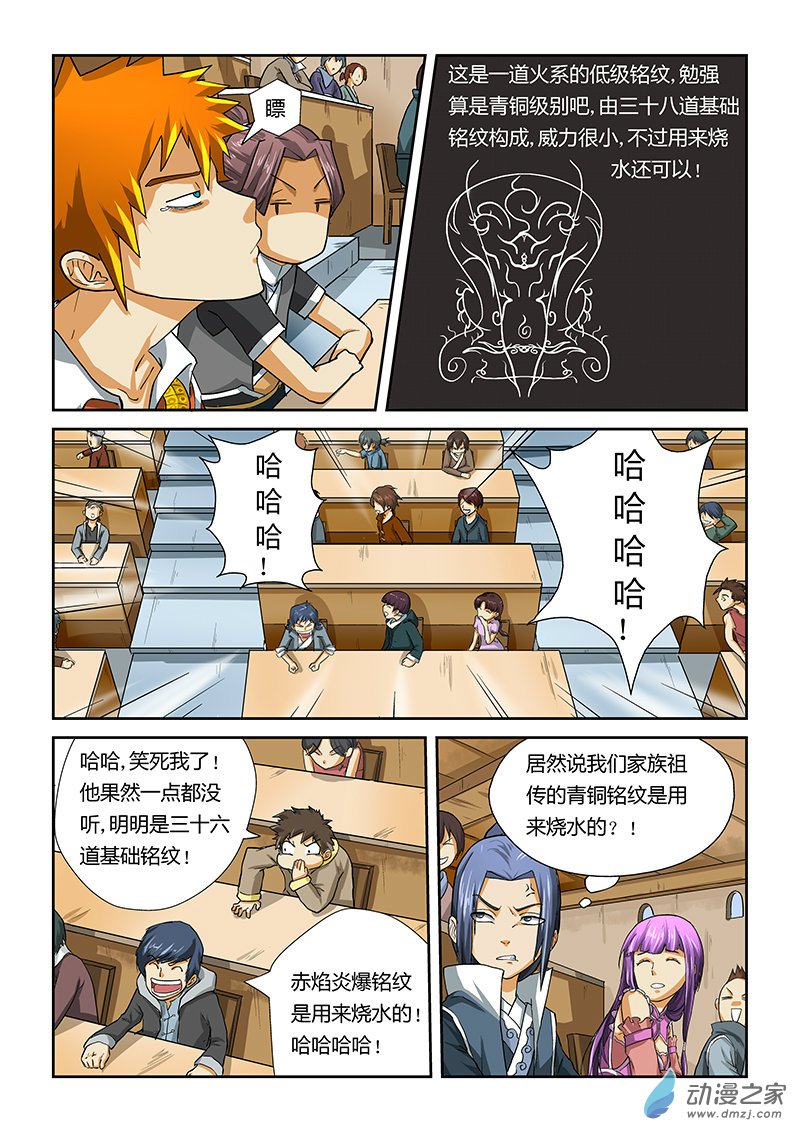 瞟
这是一道火系的低级铭纹，勉强
算是青铜级别吧，由三十八道基础
铭纹构成，威力很小，不过用来烧
水还可以！
哈哈哈！
哈哈哈哈！
哈哈，笑死我了！
他果然一点都没
听，明明是三十六
道基础铭纹！
赤焰炎爆铭纹
是用来烧水的！
哈哈哈哈！
居然说我们家族祖
传的青铜铭纹是用
来烧水的？！
动漫之家
www.dmzj.com